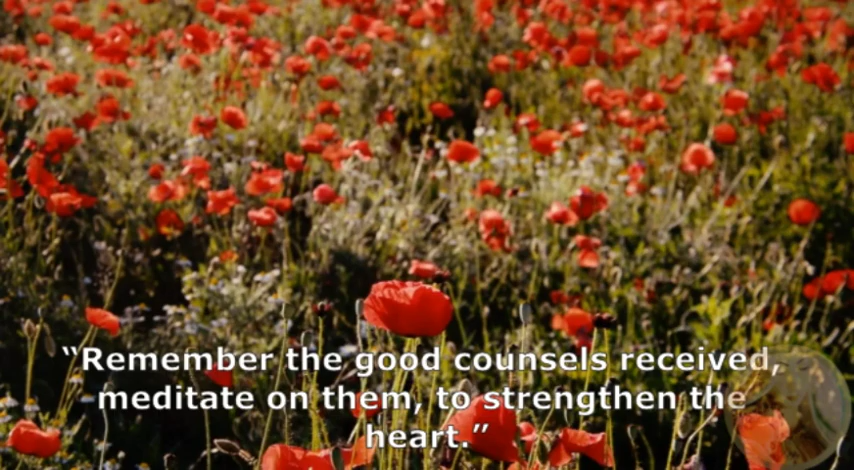 “Remember the good counsels received,
meditate on them, to strengthen the
heart.”